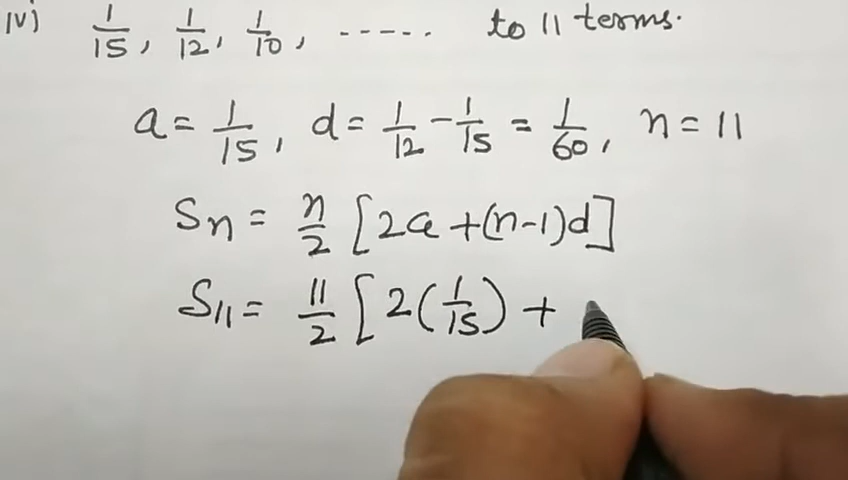 iv) 1/15, 1/12, 1/10, ----- to 11 terms.
a = 1/15, d = 1/12 - 1/15 = 1/60, n = 11
Sn = n/2 [2a + (n-1)d]
S11 = 11/2 [2(1/15) +